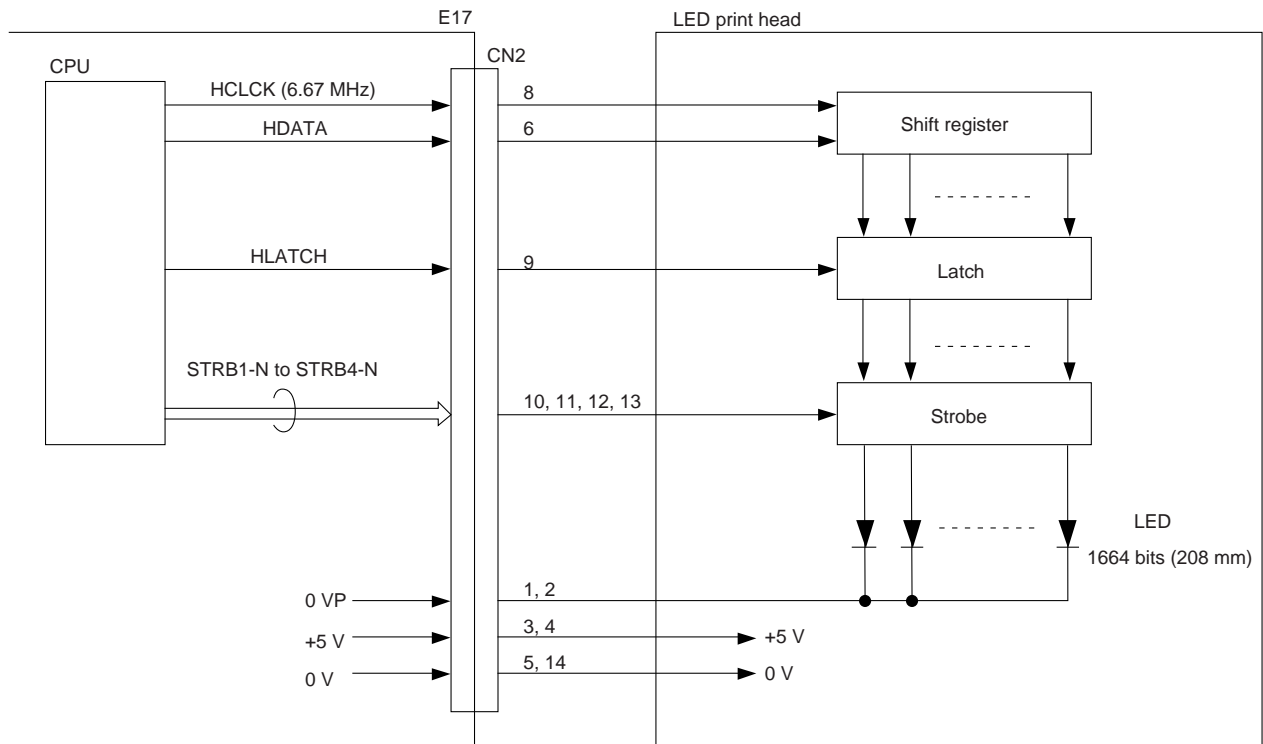 E17
LED print head
CN2
CPU
HCLCK (6.67 MHz)
8
HDATA
6
Shift register
HLATCH
9
Latch
STRB1-N to STRB4-N
10, 11, 12, 13
Strobe
LED
1664 bits (208 mm)
0 VP
1, 2
+5 V
3, 4
+5 V
0 V
5, 14
0 V